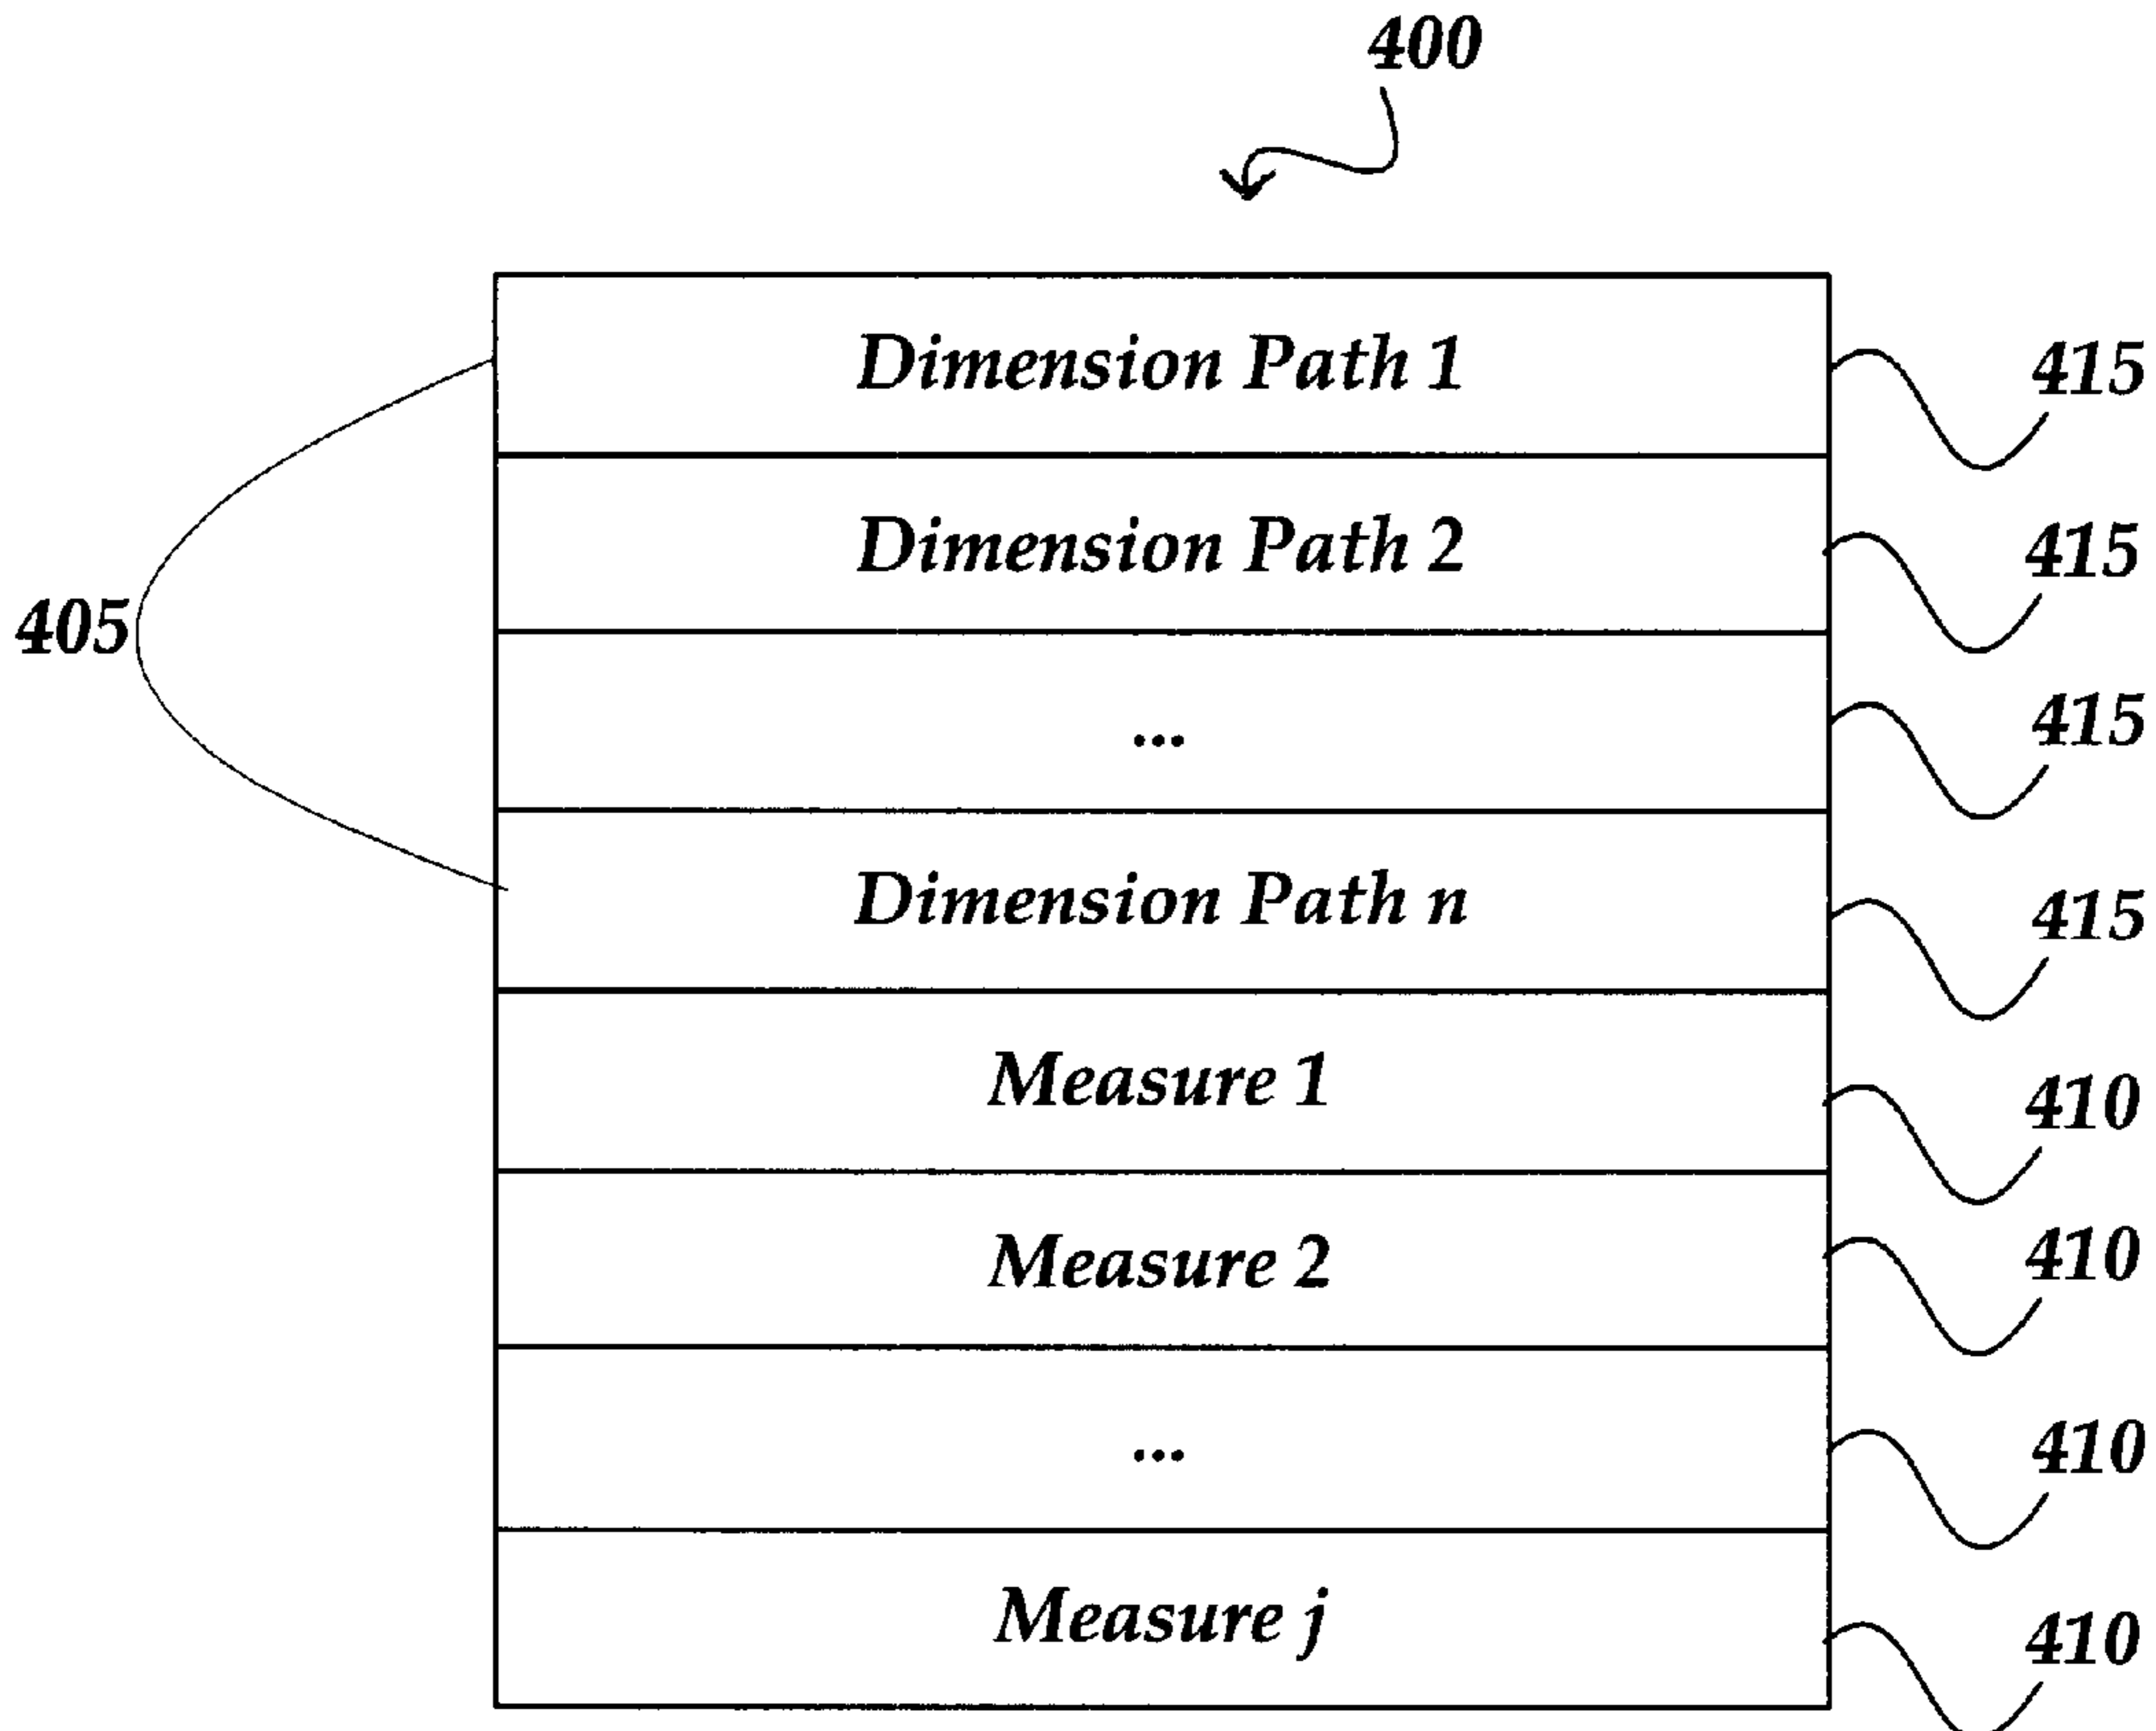 400
Dimension Path 1
415
Dimension Path 2
415
405
...
415
Dimension Path n
415
Measure 1
410
Measure 2
410
...
410
Measure j
410